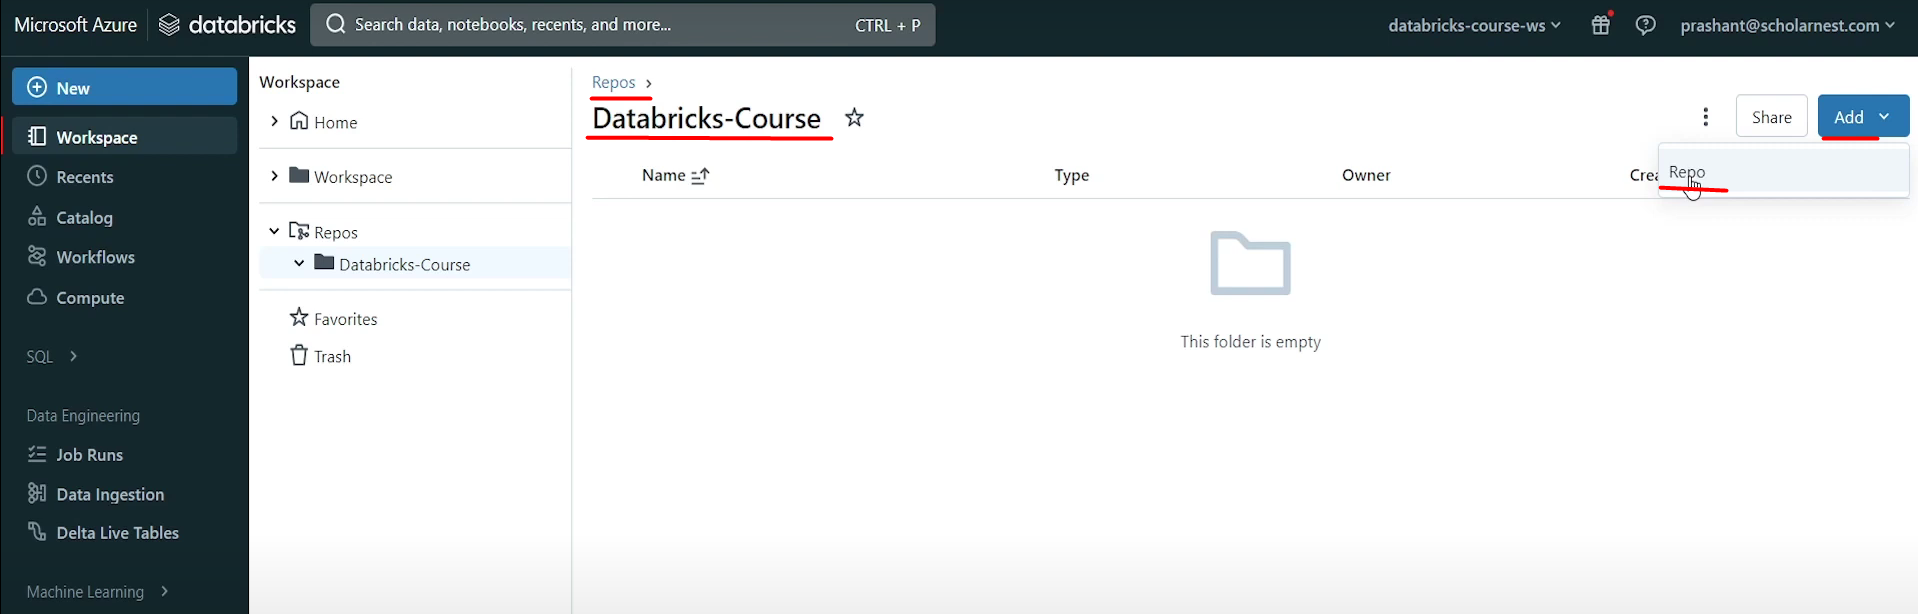 Microsoft Azure databricks Search data, notebooks, recents, and more... CTRL + P databricks-course-ws prashant@scholarnest.com
New
Workspace
Recents
Catalog
Workflows
Compute
SQL
Data Engineering
Job Runs
Data Ingestion
Delta Live Tables
Machine Learning
Workspace
Home
Workspace
Repos
Databricks-Course
Favorites
Trash
Repos
Databricks-Course
Share Add
Repo
Name Type Owner Crea
This folder is empty